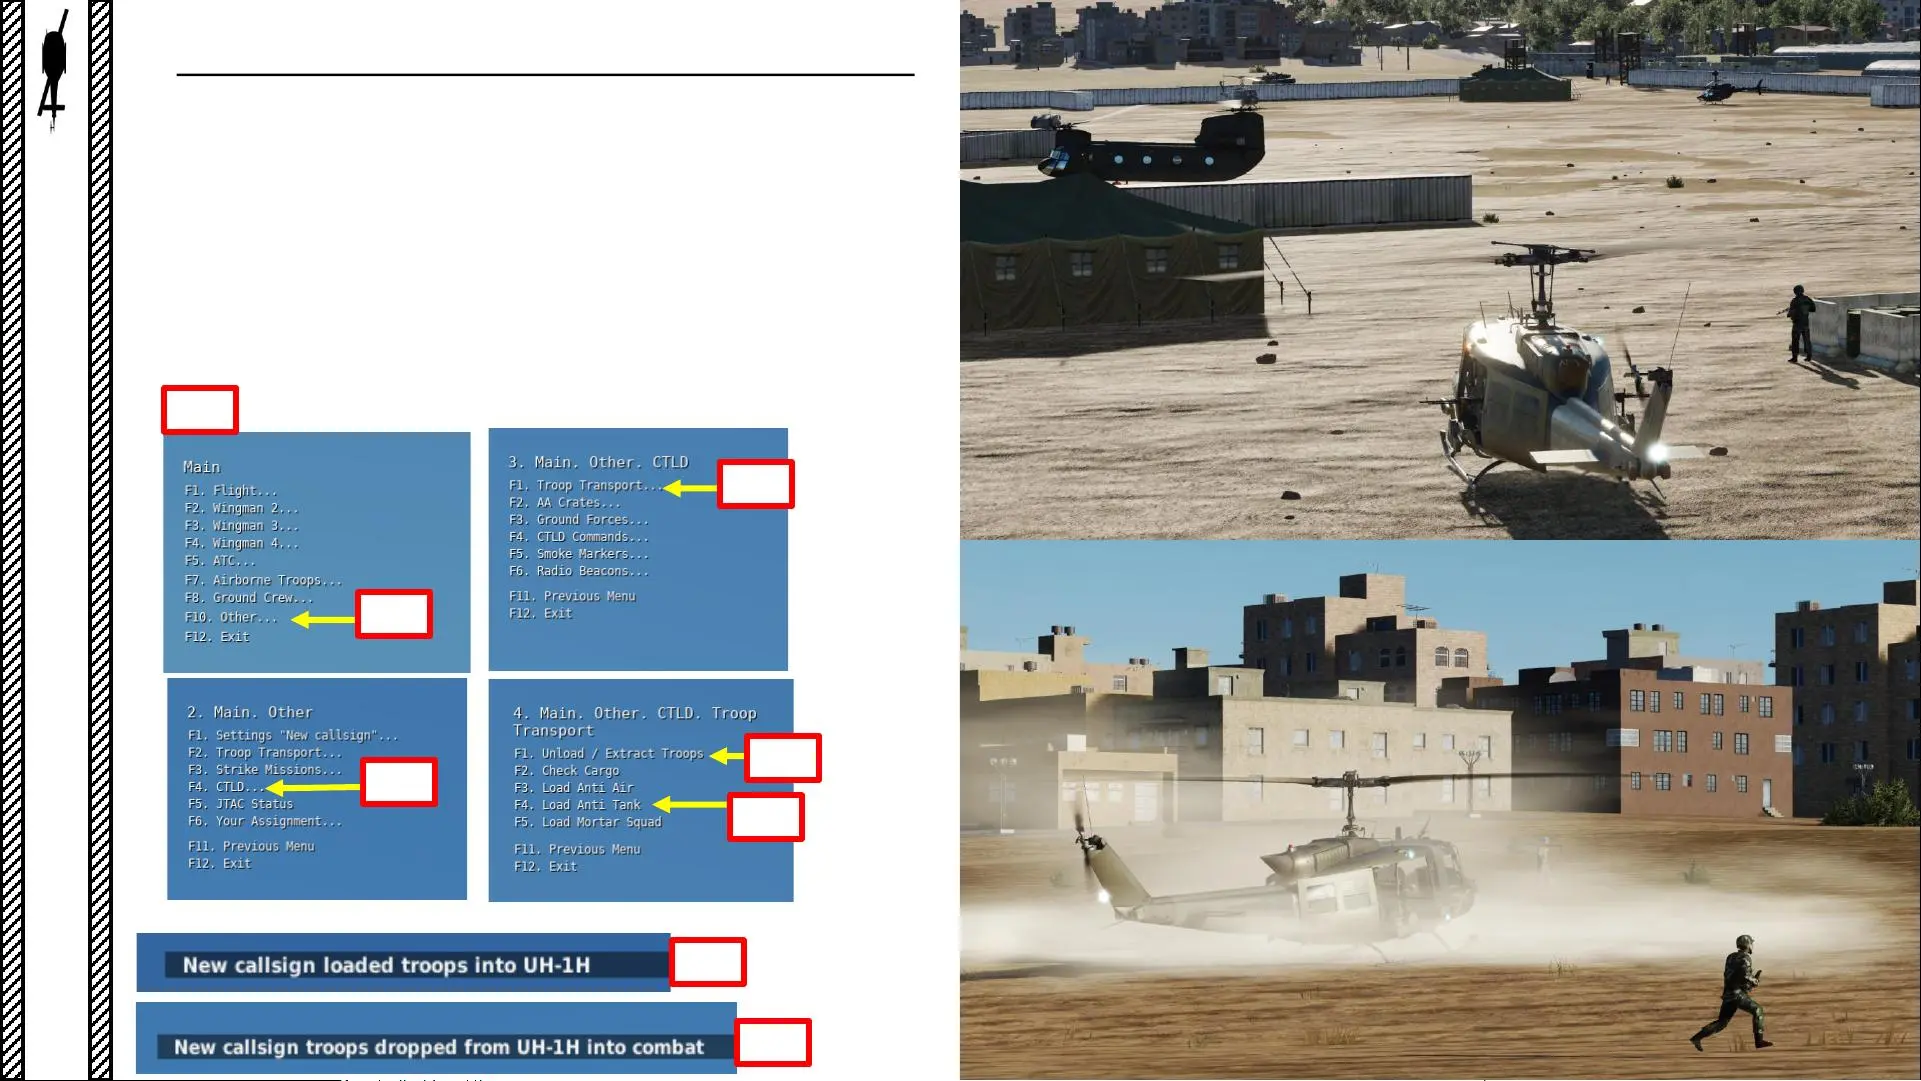 Main
F1. Flight...
F2. Wingman 2...
F3. Wingman 3...
F4. Wingman 4...
F5. ATC...
F7. Airborne Troops...
F8. Ground Crew...
F10. Other...
F12. Exit
2. Main. Other
F1. Settings "New callsign"...
F2. Troop Transport...
F3. Strike Missions...
F4. CTLD...
F5. JTAC Status
F6. Your Assignment...
F11. Previous Menu
F12. Exit
3. Main. Other. CTLD
F1. Troop Transport...
F2. AA Crates...
F3. Ground Forces...
F4. CTLD Commands...
F5. Smoke Markers...
F6. Radio Beacons...
F11. Previous Menu
F12. Exit
4. Main. Other. CTLD. Troop
Transport
F1. Unload / Extract Troops
F2. Check Cargo
F3. Load Anti Air
F4. Load Anti Tank
F5. Load Mortar Squad
F11. Previous Menu
F12. Exit
New callsign loaded troops into UH-1H
New callsign troops dropped from UH-1H into combat